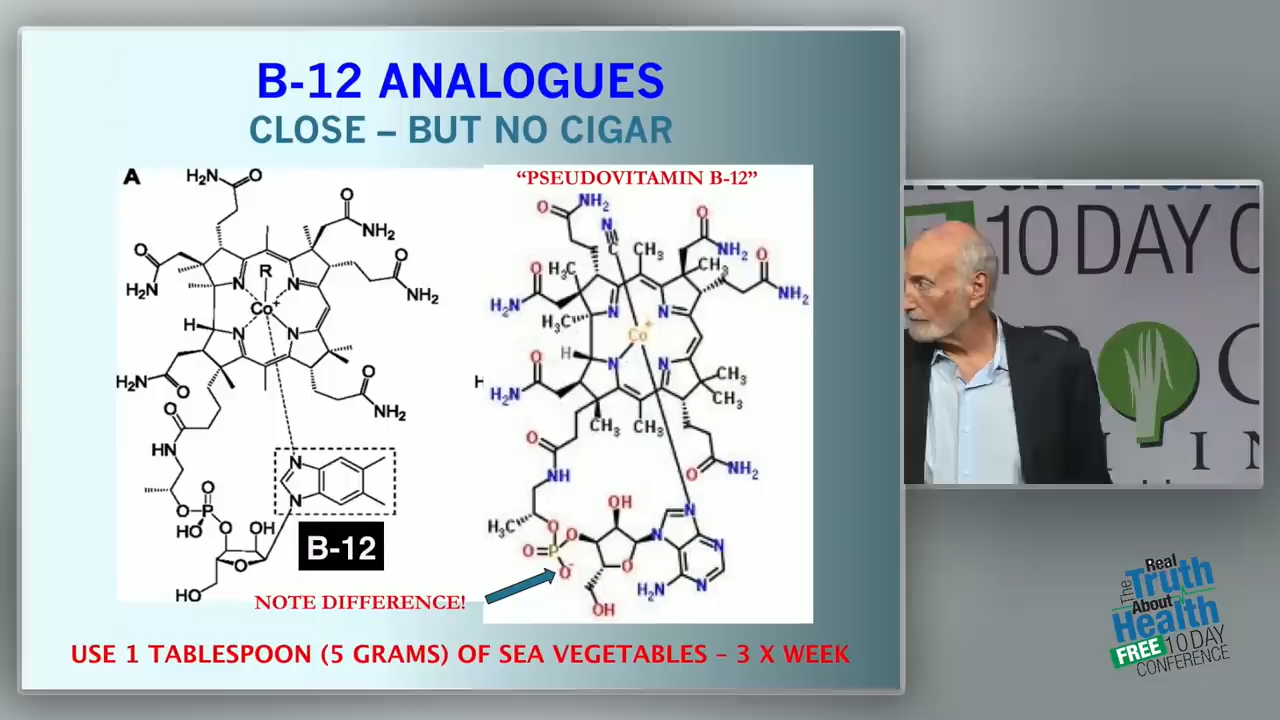 B-12 ANALOGUES
CLOSE – BUT NO CIGAR
A
"PSEUDOVITAMIN B-12"
H₂N
O
O
NH₂
O
H₂N
R
Co⁺
N
N
N
N
H
O
NH₂
H₂N
O
O
NH₂
O
HN
N
N
O
O
P
HO
O
OH
O
HO
B-12
O
NH₂
N
C
CH₃
O
NH₂
CH₃
O
NH₂
H₃C
O
H₂N
H₃C
N
N
Co⁺
H
N
N
O
H₂N
CH₃
CH₃
CH₃
CH₃
O
NH
O
NH₂
H₃C
O
O
P
O
O⁻
OH
O
OH
N
N
N
N
H₂N
H
NOTE DIFFERENCE!
USE 1 TABLESPOON (5 GRAMS) OF SEA VEGETABLES – 3 X WEEK
10 DAY C
I N
The
Real
Truth
About
Health
FREE 10 DAY
CONFERENCE